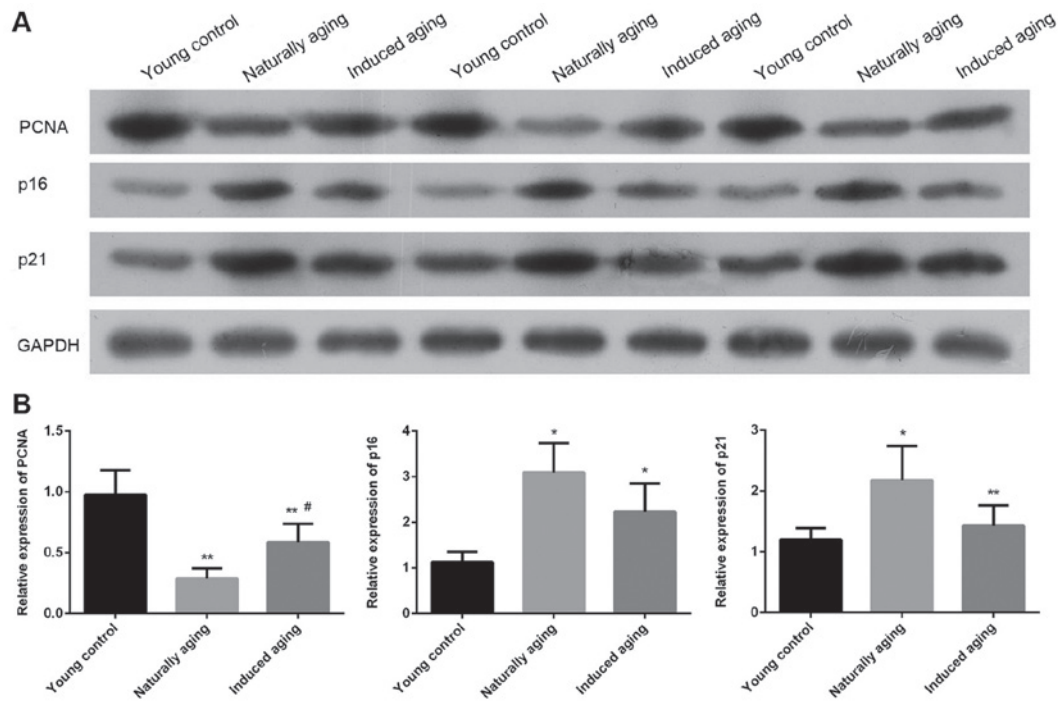 A
Young control
Naturally aging
Induced aging
Young control
Naturally aging
Induced aging
Young control
Naturally aging
Induced aging
PCNA
p16
p21
GAPDH
B
Relative expression of PCNA
1.5
1.0
0.5
0.0
**
** #
Young control
Naturally aging
Induced aging
Relative expression of p16
4
3
2
1
0
*
*
Young control
Naturally aging
Induced aging
Relative expression of p21
3
2
1
0
*
**
Young control
Naturally aging
Induced aging